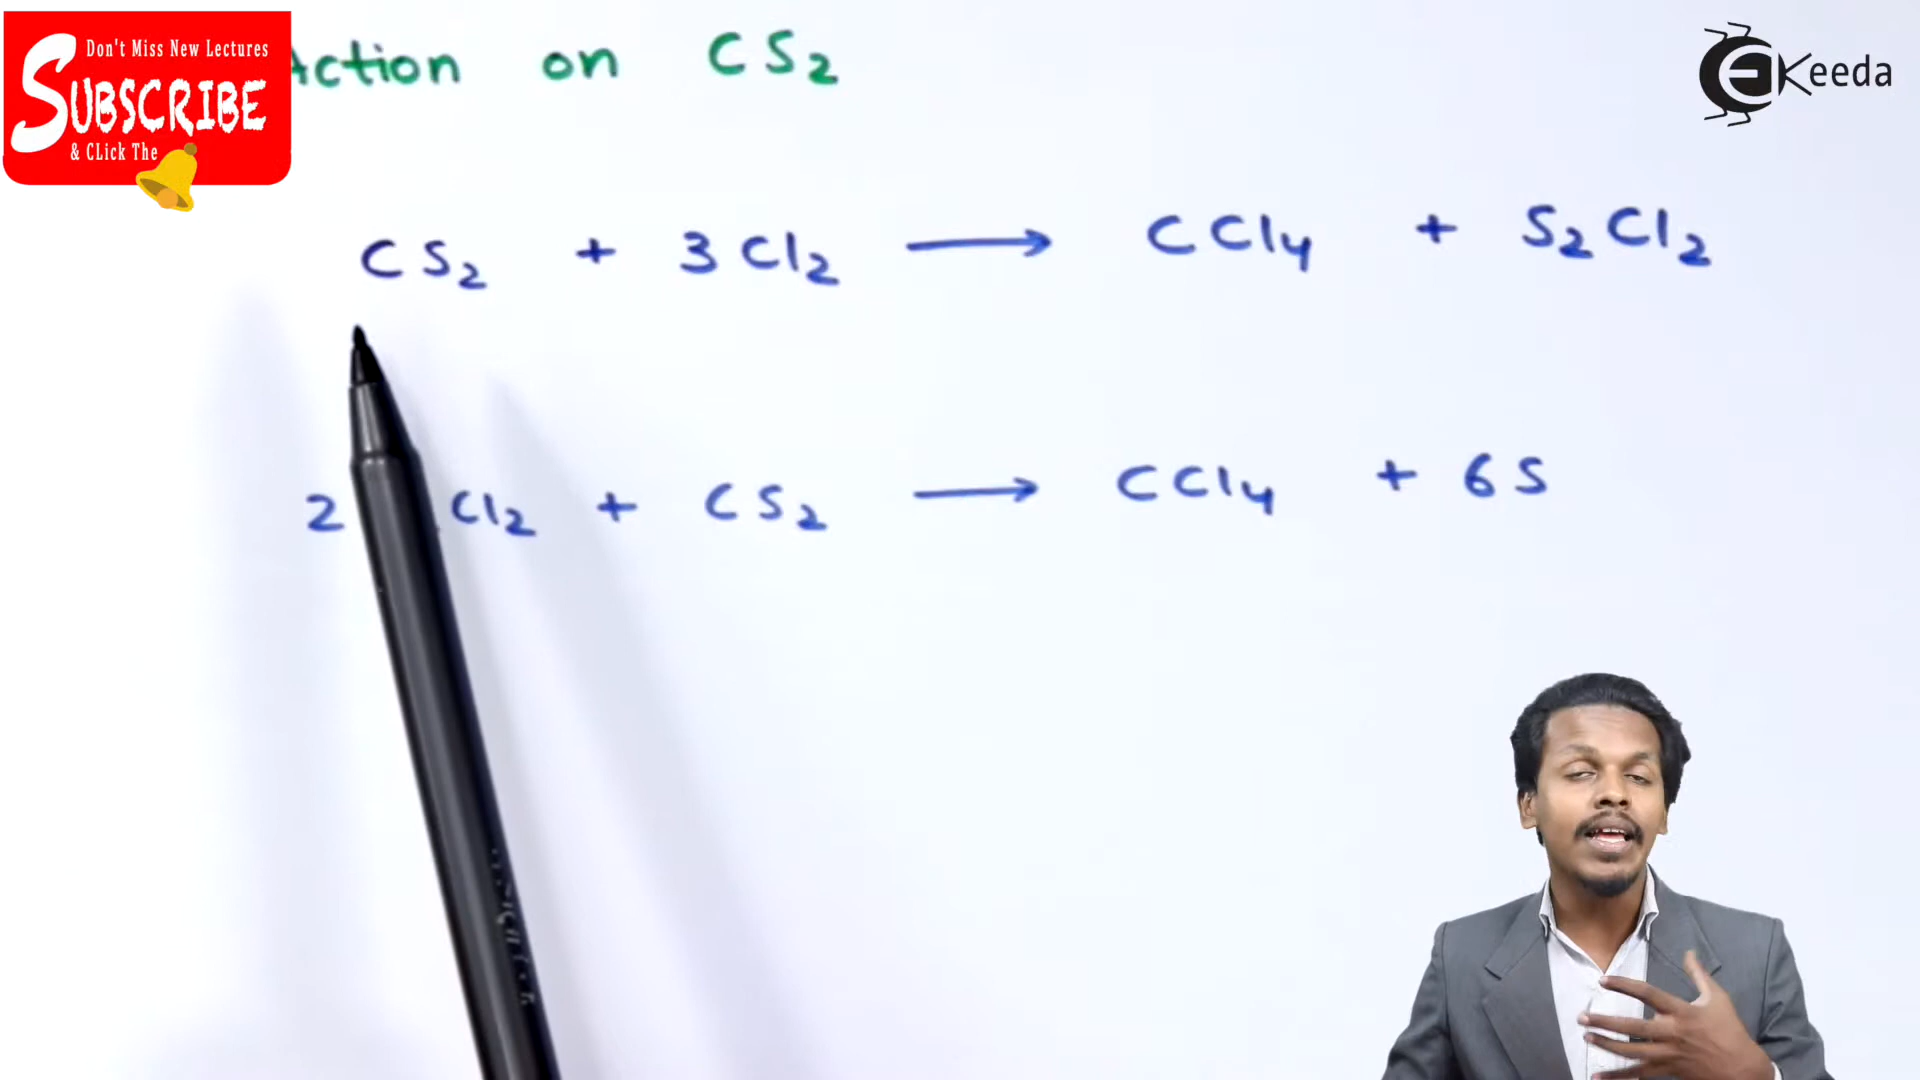 Don't Miss New Lectures
SUBSCRIBE
& CLick The
Action on CS2
EKeeda
CS2 + 3Cl2 → CCl4 + S2Cl2
2 Cl2 + CS2 → CCl4 + 6S